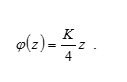 φ(z) = K/4 z .